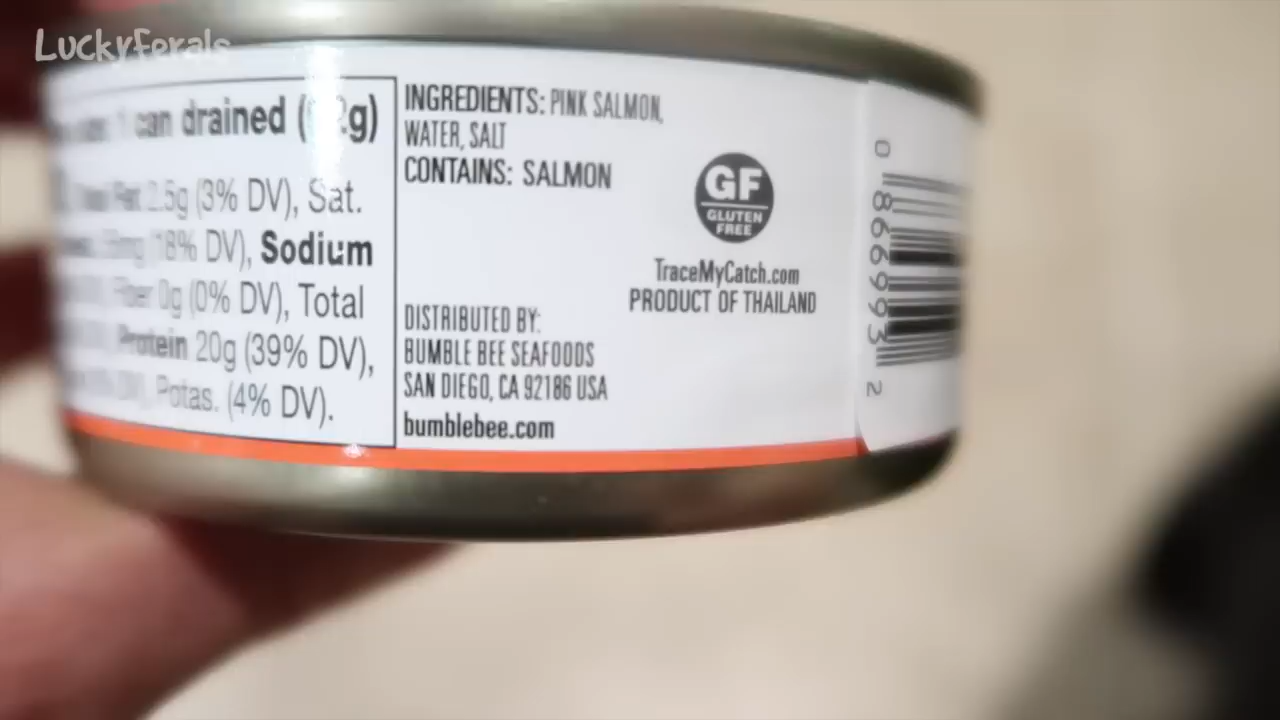 LuckyFerals
can drained (
g)
2.5g (3% DV), Sat.
(18% DV), Sodium
Fiber 0g (0% DV), Total
Protein 20g (39% DV),
DV), Potas. (4% DV).
INGREDIENTS: PINK SALMON,
WATER, SALT
CONTAINS: SALMON
DISTRIBUTED BY:
BUMBLE BEE SEAFOODS
SAN DIEGO, CA 92186 USA
bumblebee.com
GF
GLUTEN
FREE
TraceMyCatch.com
PRODUCT OF THAILAND
0 866993 2